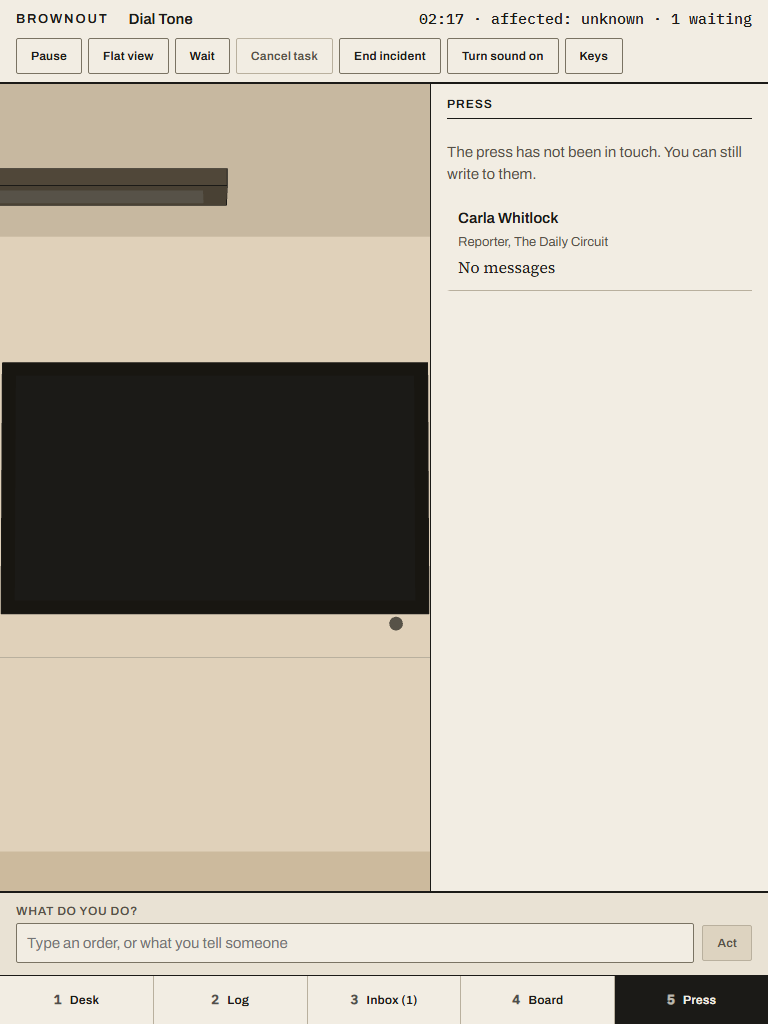 BROWNOUT Dial Tone 02:17 · affected: unknown · 1 waiting
Pause Flat view Wait Cancel task End incident Turn sound on Keys
PRESS
The press has not been in touch. You can still
write to them.
Carla Whitlock
Reporter, The Daily Circuit
No messages
WHAT DO YOU DO?
Type an order, or what you tell someone Act
1 Desk 2 Log 3 Inbox (1) 4 Board 5 Press